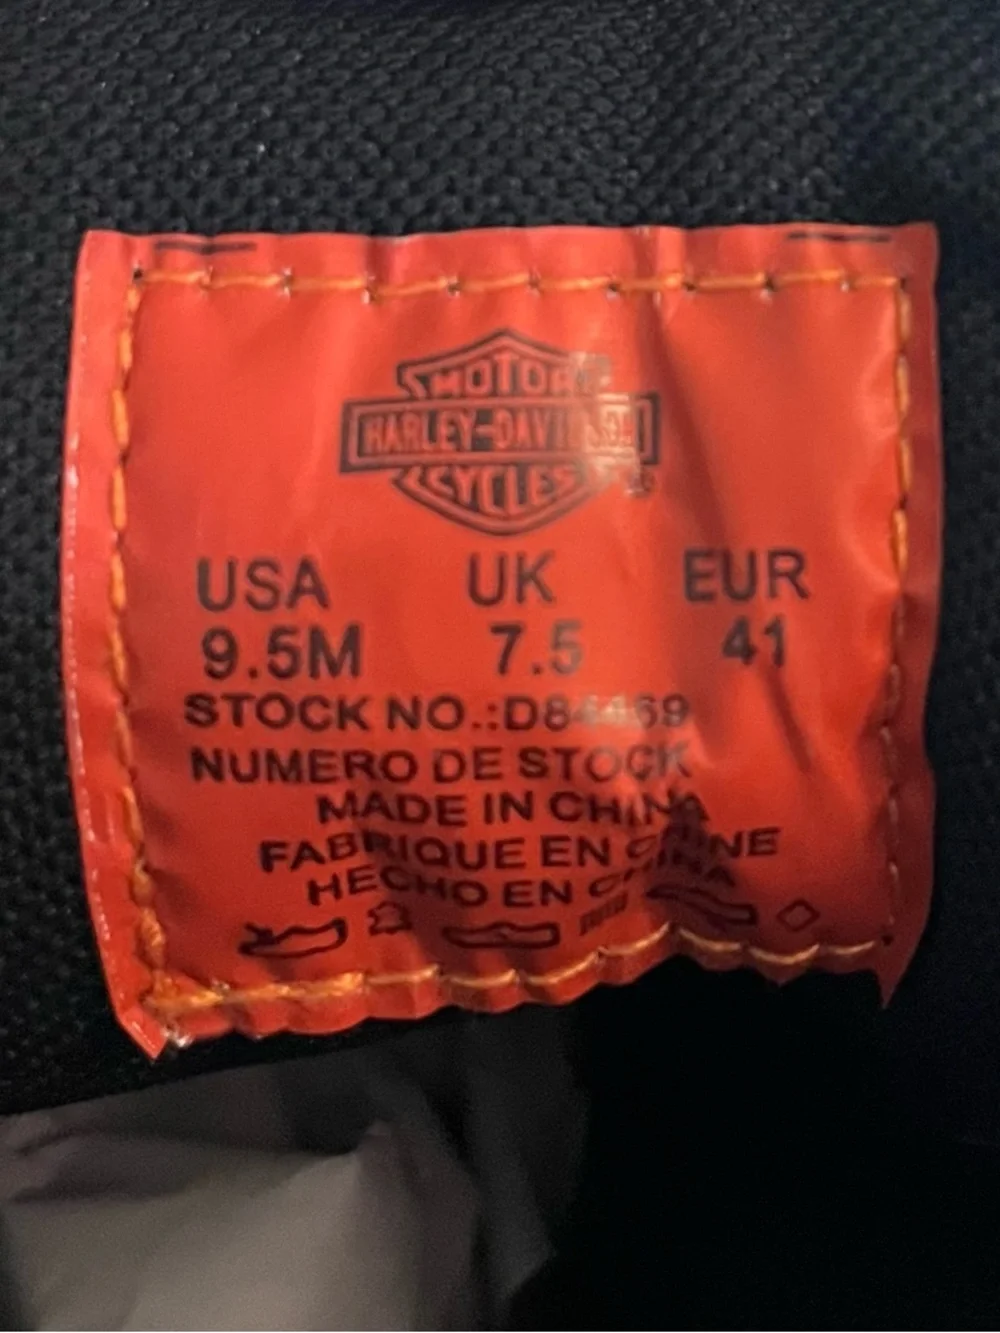 MOTOR
HARLEY-DAVIDSON
CYCLES
USA UK EUR
9.5M 7.5 41
STOCK NO.:D84469
NUMERO DE STOCK
MADE IN CHINA
FABRIQUE EN CHINE
HECHO EN CHINA